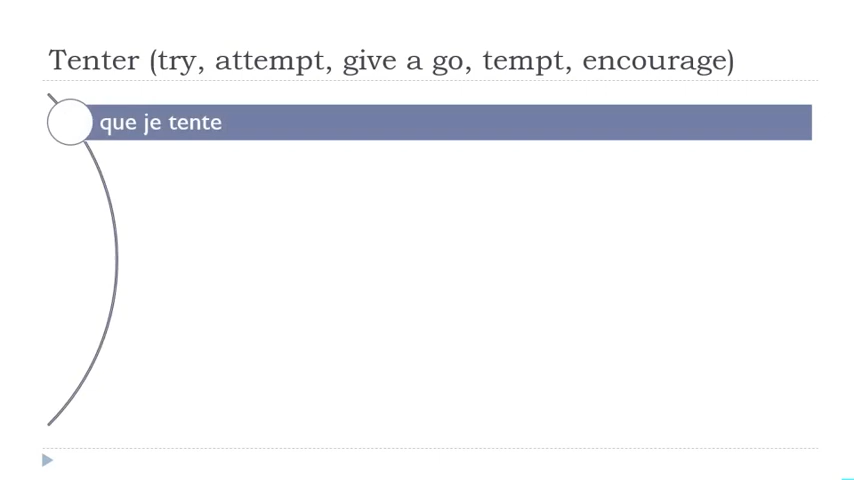 Tenter (try, attempt, give a go, tempt, encourage)
que je tente